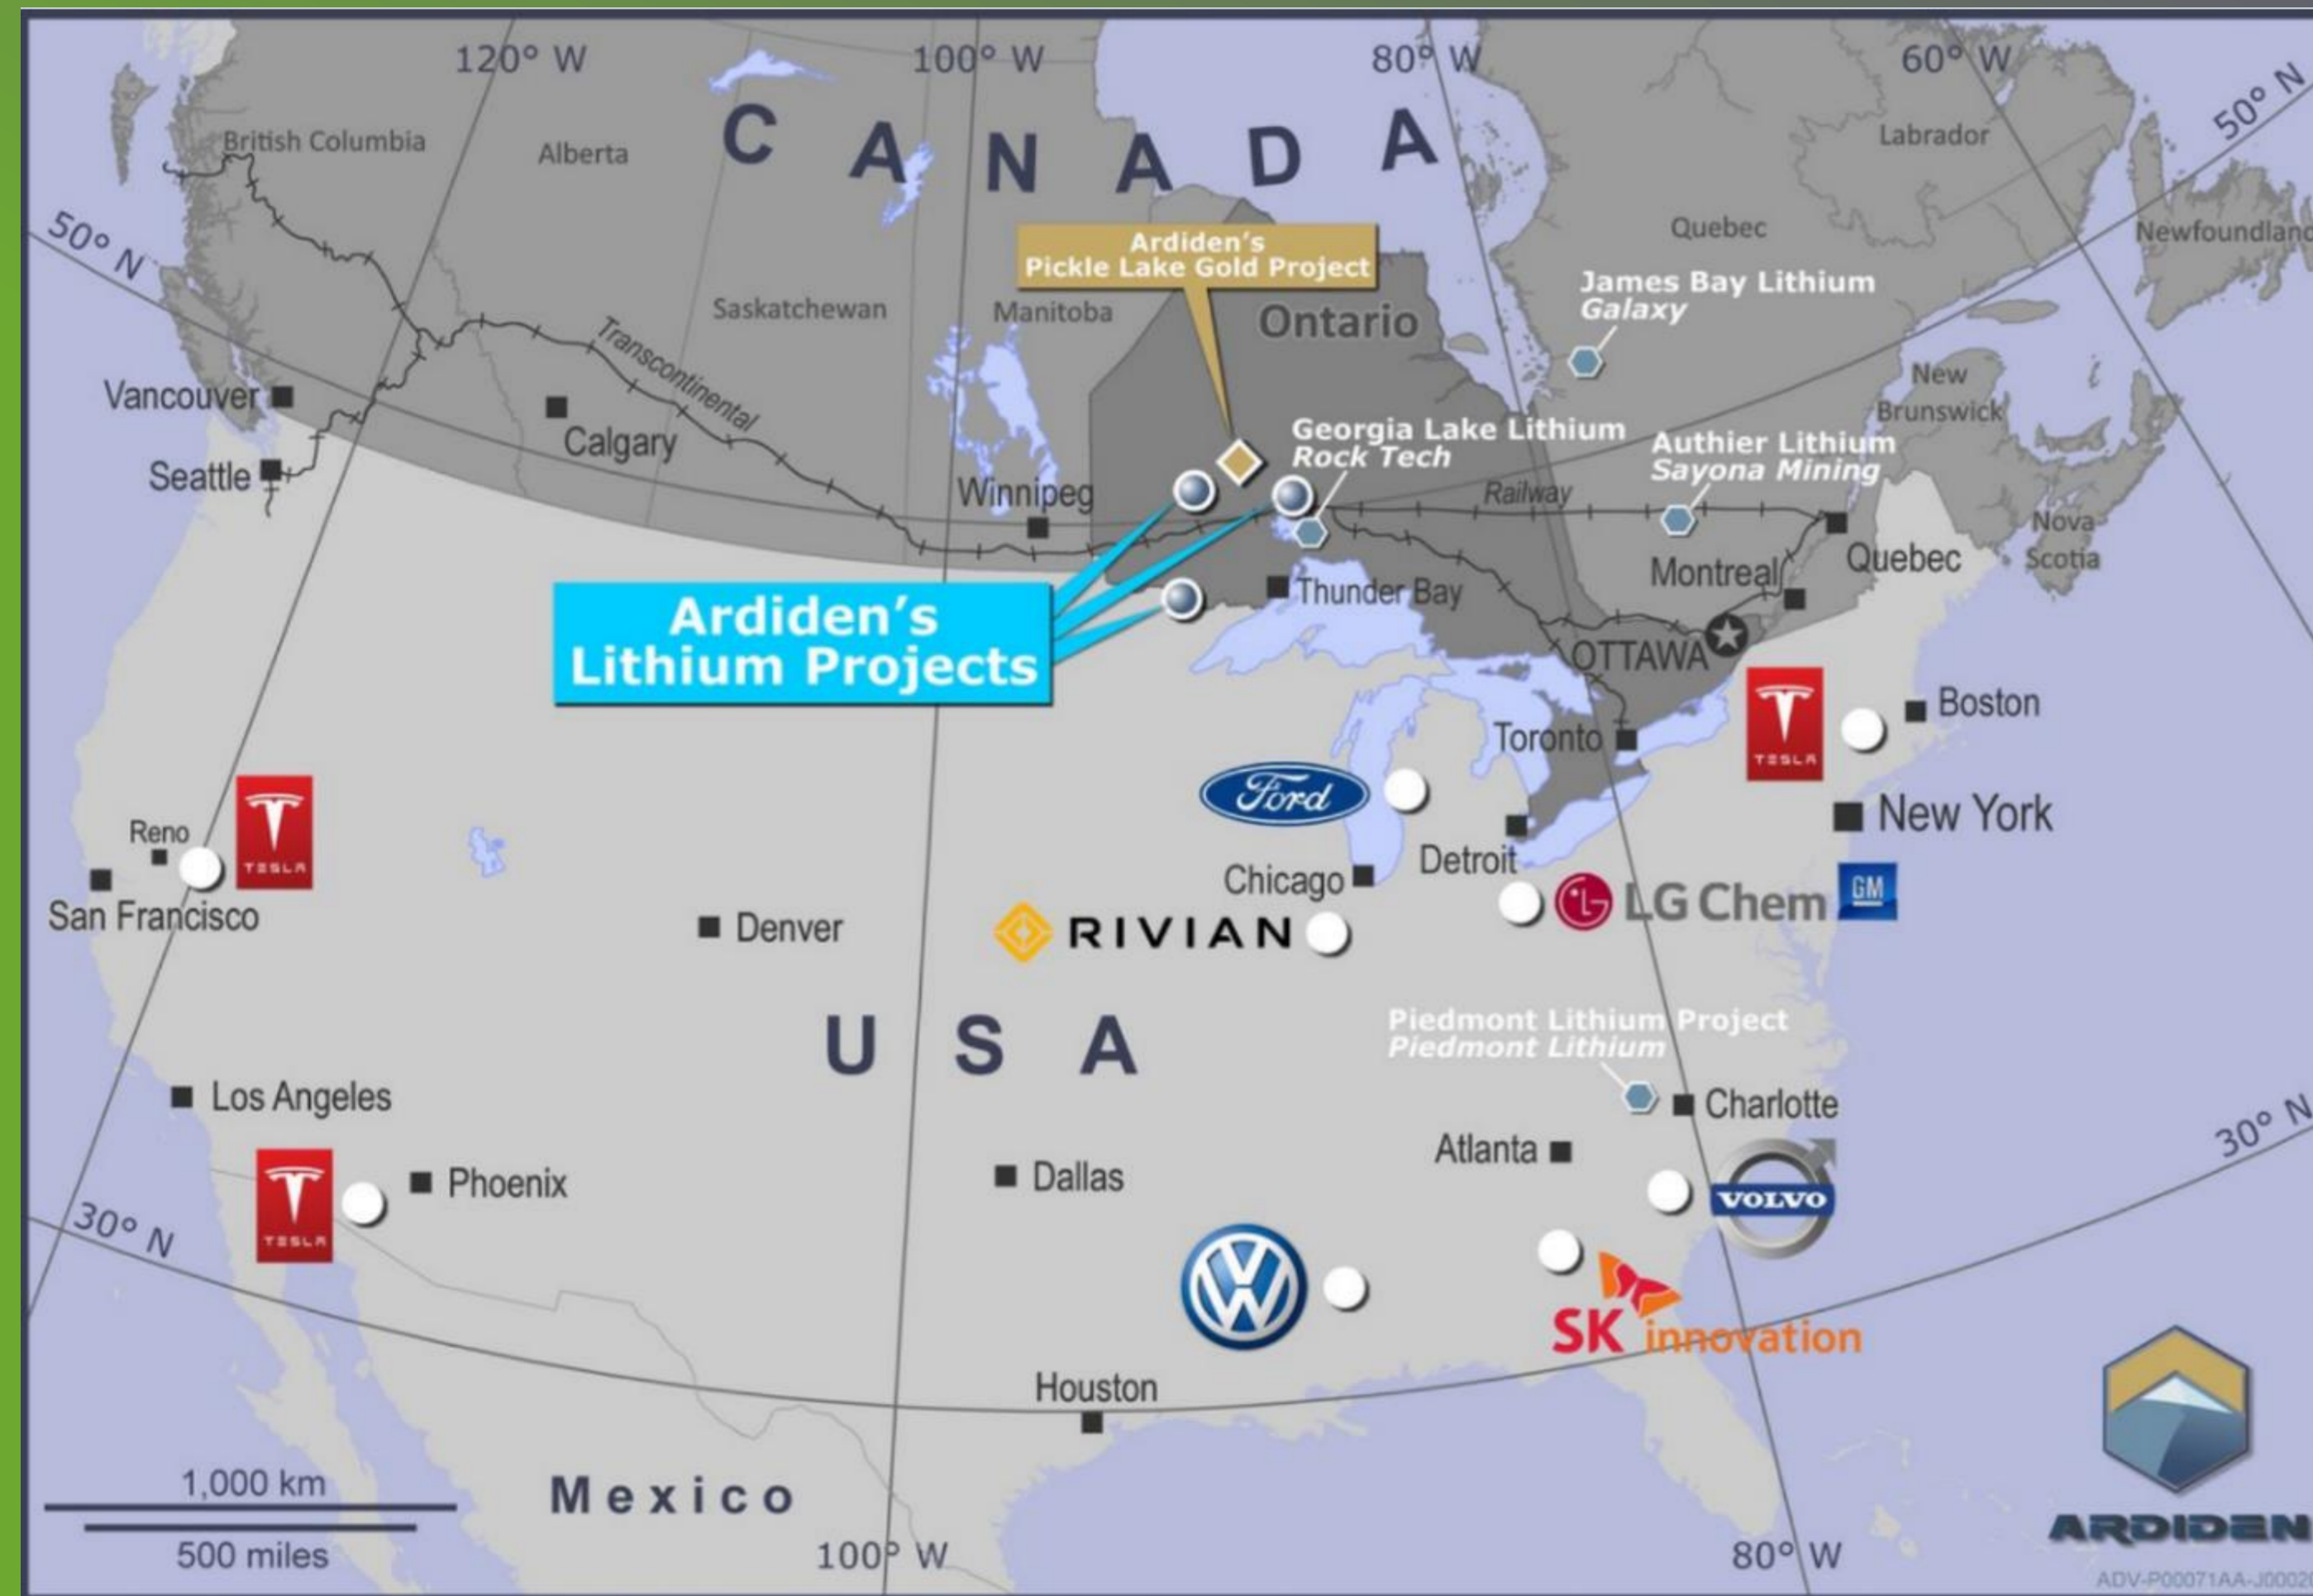 120° W
100° W
80° W
60° W
50° N
CANADA
British Columbia
Alberta
Labrador
50° N
Quebec
Newfoundland
Ardiden's
Pickle Lake Gold Project
James Bay Lithium
Galaxy
Saskatchewan
Manitoba
Ontario
Transcontinental
New
Brunswick
Vancouver
Calgary
Georgia Lake Lithium
Rock Tech
Authier Lithium
Sayona Mining
Seattle
Winnipeg
Railway
Nova
Scotia
Quebec
Montreal
Thunder Bay
Ardiden's
Lithium Projects
OTTAWA
Boston
TESLA
Toronto
Ford
New York
Reno
TESLA
Detroit
Chicago
San Francisco
LG Chem
GM
Denver
RIVIAN
USA
Piedmont Lithium Project
Piedmont Lithium
Los Angeles
Charlotte
30° N
Atlanta
Phoenix
Dallas
TESLA
VOLVO
30° N
VW
SK innovation
Houston
1,000 km
500 miles
Mexico
100° W
80° W
ARDIDEN